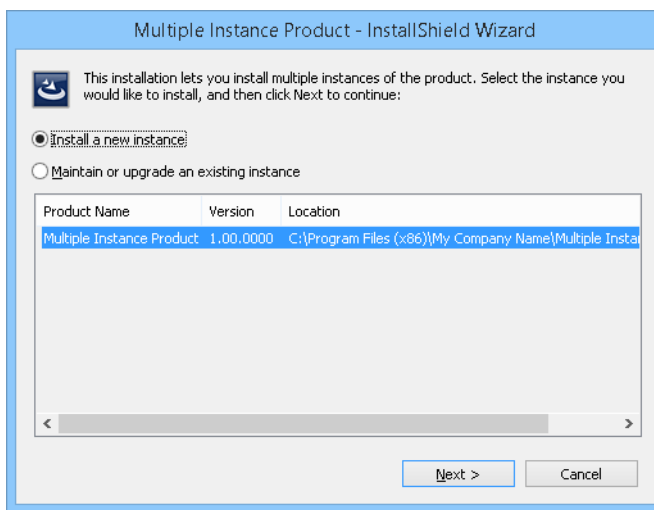 Multiple Instance Product - InstallShield Wizard
This installation lets you install multiple instances of the product. Select the instance you
would like to install, and then click Next to continue:
Install a new instance
Maintain or upgrade an existing instance
Product Name Version Location
Multiple Instance Product 1.00.0000 C:\Program Files (x86)\My Company Name\Multiple Insta
Next > Cancel